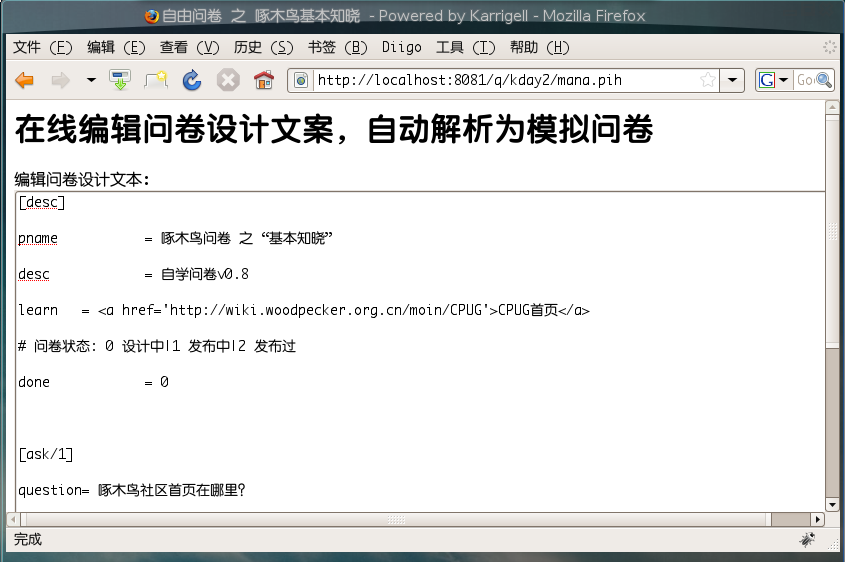 自由问卷 之 啄木鸟基本知晓 - Powered by Karrigell - Mozilla Firefox
文件 (F) 编辑 (E) 查看 (V) 历史 (S) 书签 (B) Diigo 工具 (T) 帮助 (H)
http://localhost:8081/q/kday2/mana.pih G Go
在线编辑问卷设计文案，自动解析为模拟问卷
编辑问卷设计文本：
[desc]
pname = 啄木鸟问卷 之 “基本知晓”
desc = 自学问卷v0.8
learn = <a href='http://wiki.woodpecker.org.cn/moin/CPUG'>CPUG首页</a>
# 问卷状态: 0 设计中|1 发布中|2 发布过
done = 0
[ask/1]
question= 啄木鸟社区首页在哪里?
完成